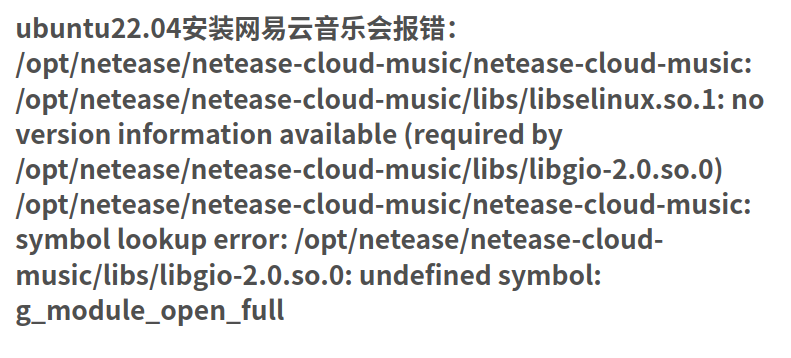 ubuntu22.04安装网易云音乐会报错：
/opt/netease/netease-cloud-music/netease-cloud-music:
/opt/netease/netease-cloud-music/libs/libselinux.so.1: no
version information available (required by
/opt/netease/netease-cloud-music/libs/libgio-2.0.so.0)
/opt/netease/netease-cloud-music/netease-cloud-music:
symbol lookup error: /opt/netease/netease-cloud-
music/libs/libgio-2.0.so.0: undefined symbol:
g_module_open_full